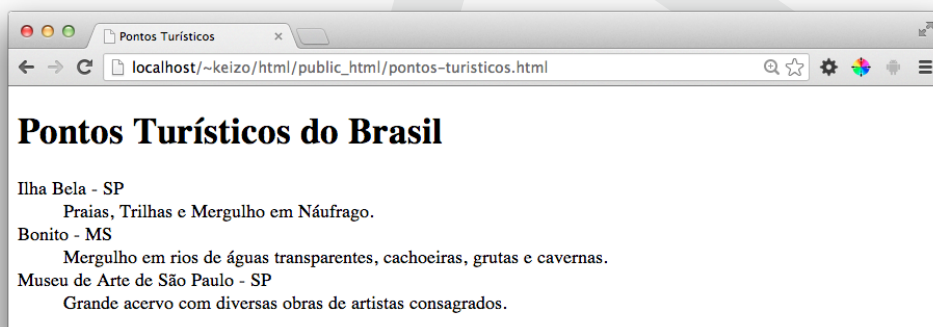 Pontos Turísticos
localhost/~keizo/html/public_html/pontos-turisticos.html
Pontos Turísticos do Brasil
Ilha Bela - SP
Praias, Trilhas e Mergulho em Náufrago.
Bonito - MS
Mergulho em rios de águas transparentes, cachoeiras, grutas e cavernas.
Museu de Arte de São Paulo - SP
Grande acervo com diversas obras de artistas consagrados.